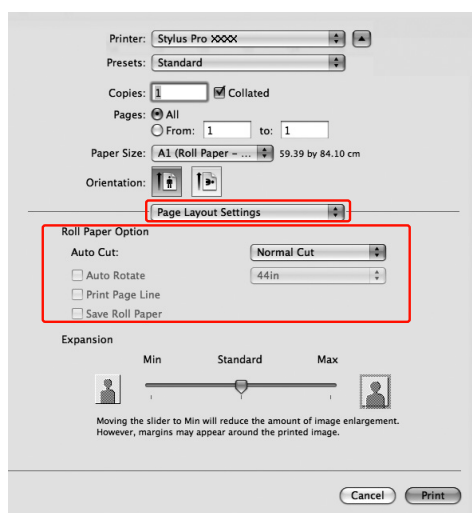 Printer: Stylus Pro XXXX
Presets: Standard
Copies: 1 Collated
Pages: All
From: 1 to: 1
Paper Size: A1 (Roll Paper – ... 59.39 by 84.10 cm
Orientation:
Page Layout Settings
Roll Paper Option
Auto Cut: Normal Cut
Auto Rotate 44in
Print Page Line
Save Roll Paper
Expansion
Min Standard Max
Moving the slider to Min will reduce the amount of image enlargement.
However, margins may appear around the printed image.
Cancel Print